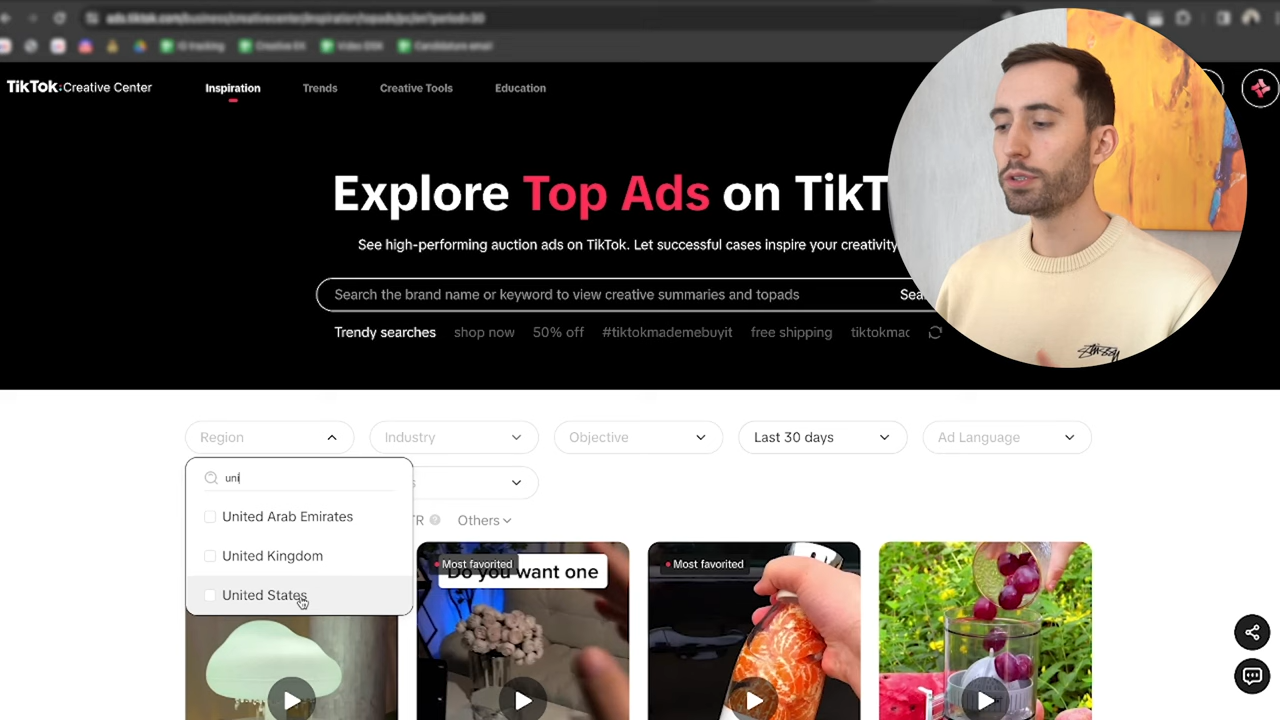 TikTok: Creative Center
Inspiration
Trends
Creative Tools
Education
Explore Top Ads on TikT
See high-performing auction ads on TikTok. Let successful cases inspire your creativity
Search the brand name or keyword to view creative summaries and topads
Sea
Trendy searches shop now 50% off #tiktokmademebuyit free shipping tiktokmad
Region
Industry
Objective
Last 30 days
Ad Language
uni
United Arab Emirates
United Kingdom
United States
s
TR
Others
Most favorited
Do you want one
Most favorited